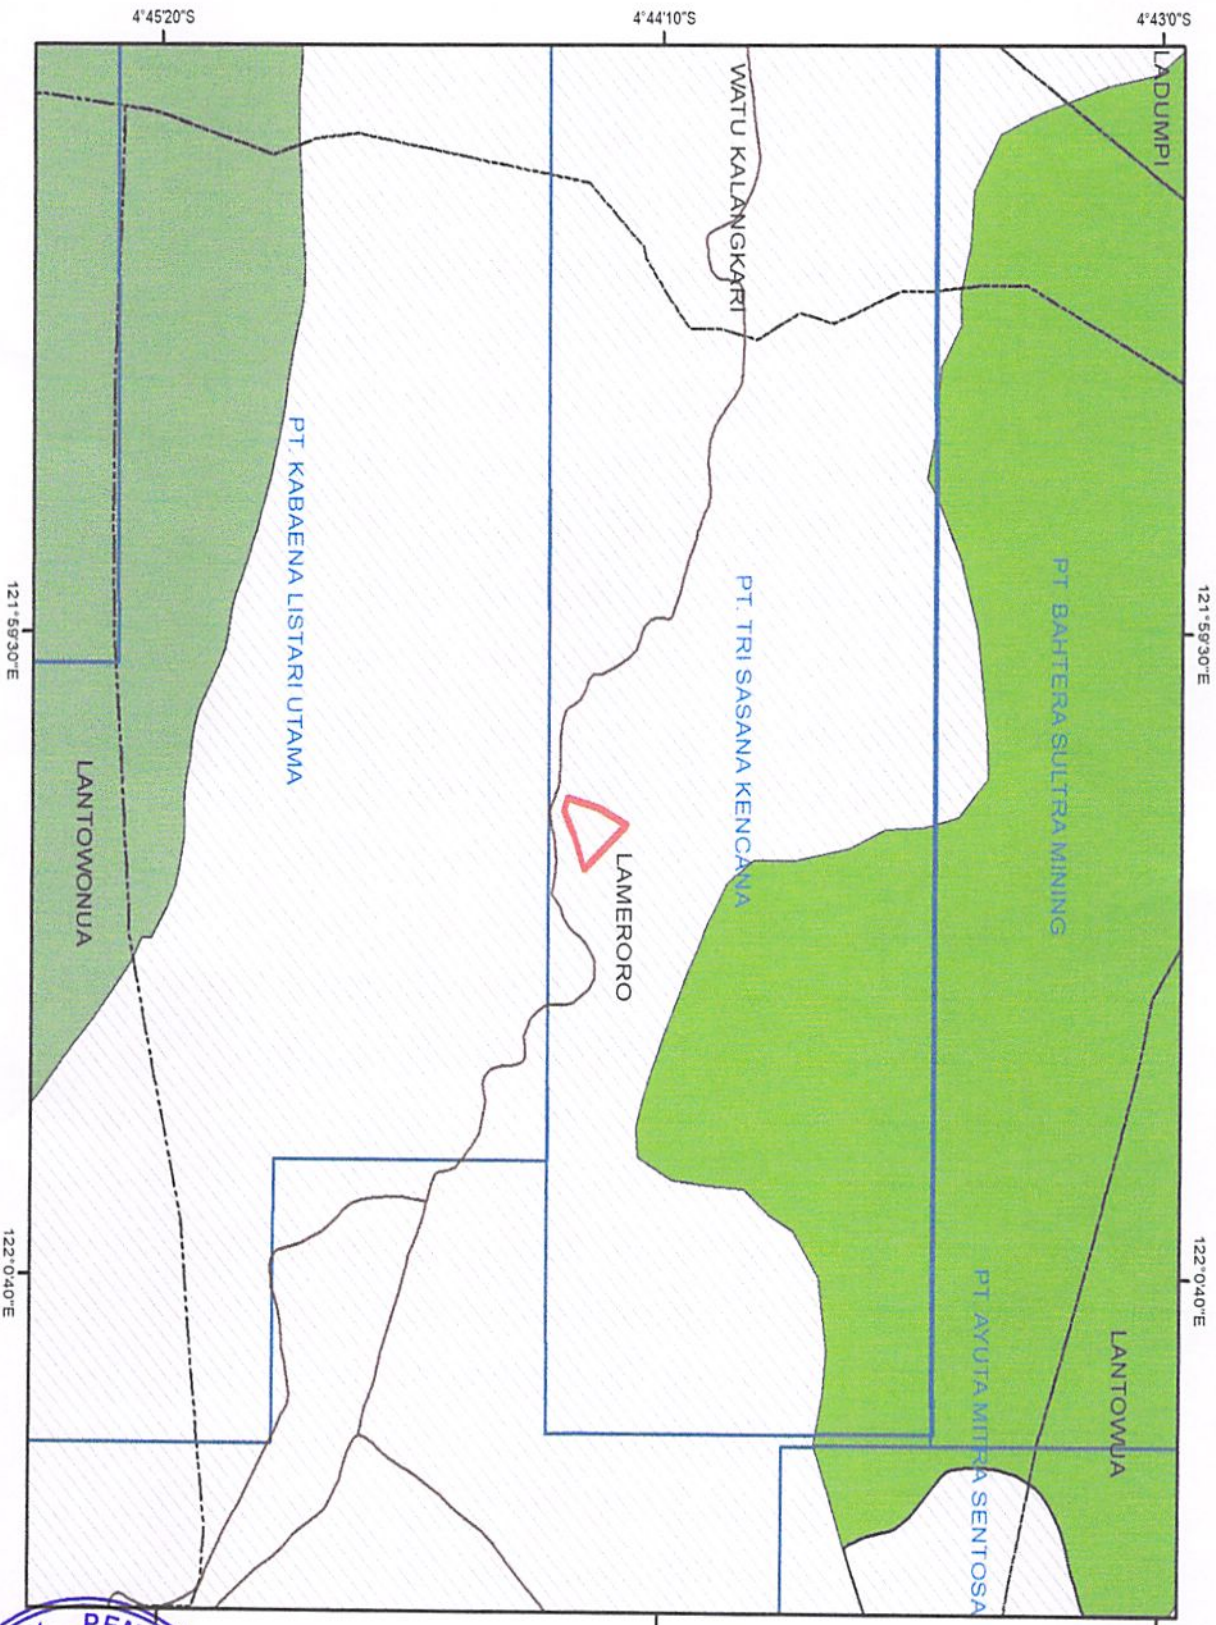 4°45'20"S
4°44'10"S
4°43'0"S
LADUMPI
WATU KALANGKARI
121°59'30"E
121°59'30"E
PT. KABAENA LISTARI UTAMA
PT. TRI SASANA KENCANA
PT BAHTERA SULTRA MINING
LANTOWONUA
LAMERORO
122°0'40"E
122°0'40"E
PT. AYUTA MITRA SENTOSA
LANTOWUA